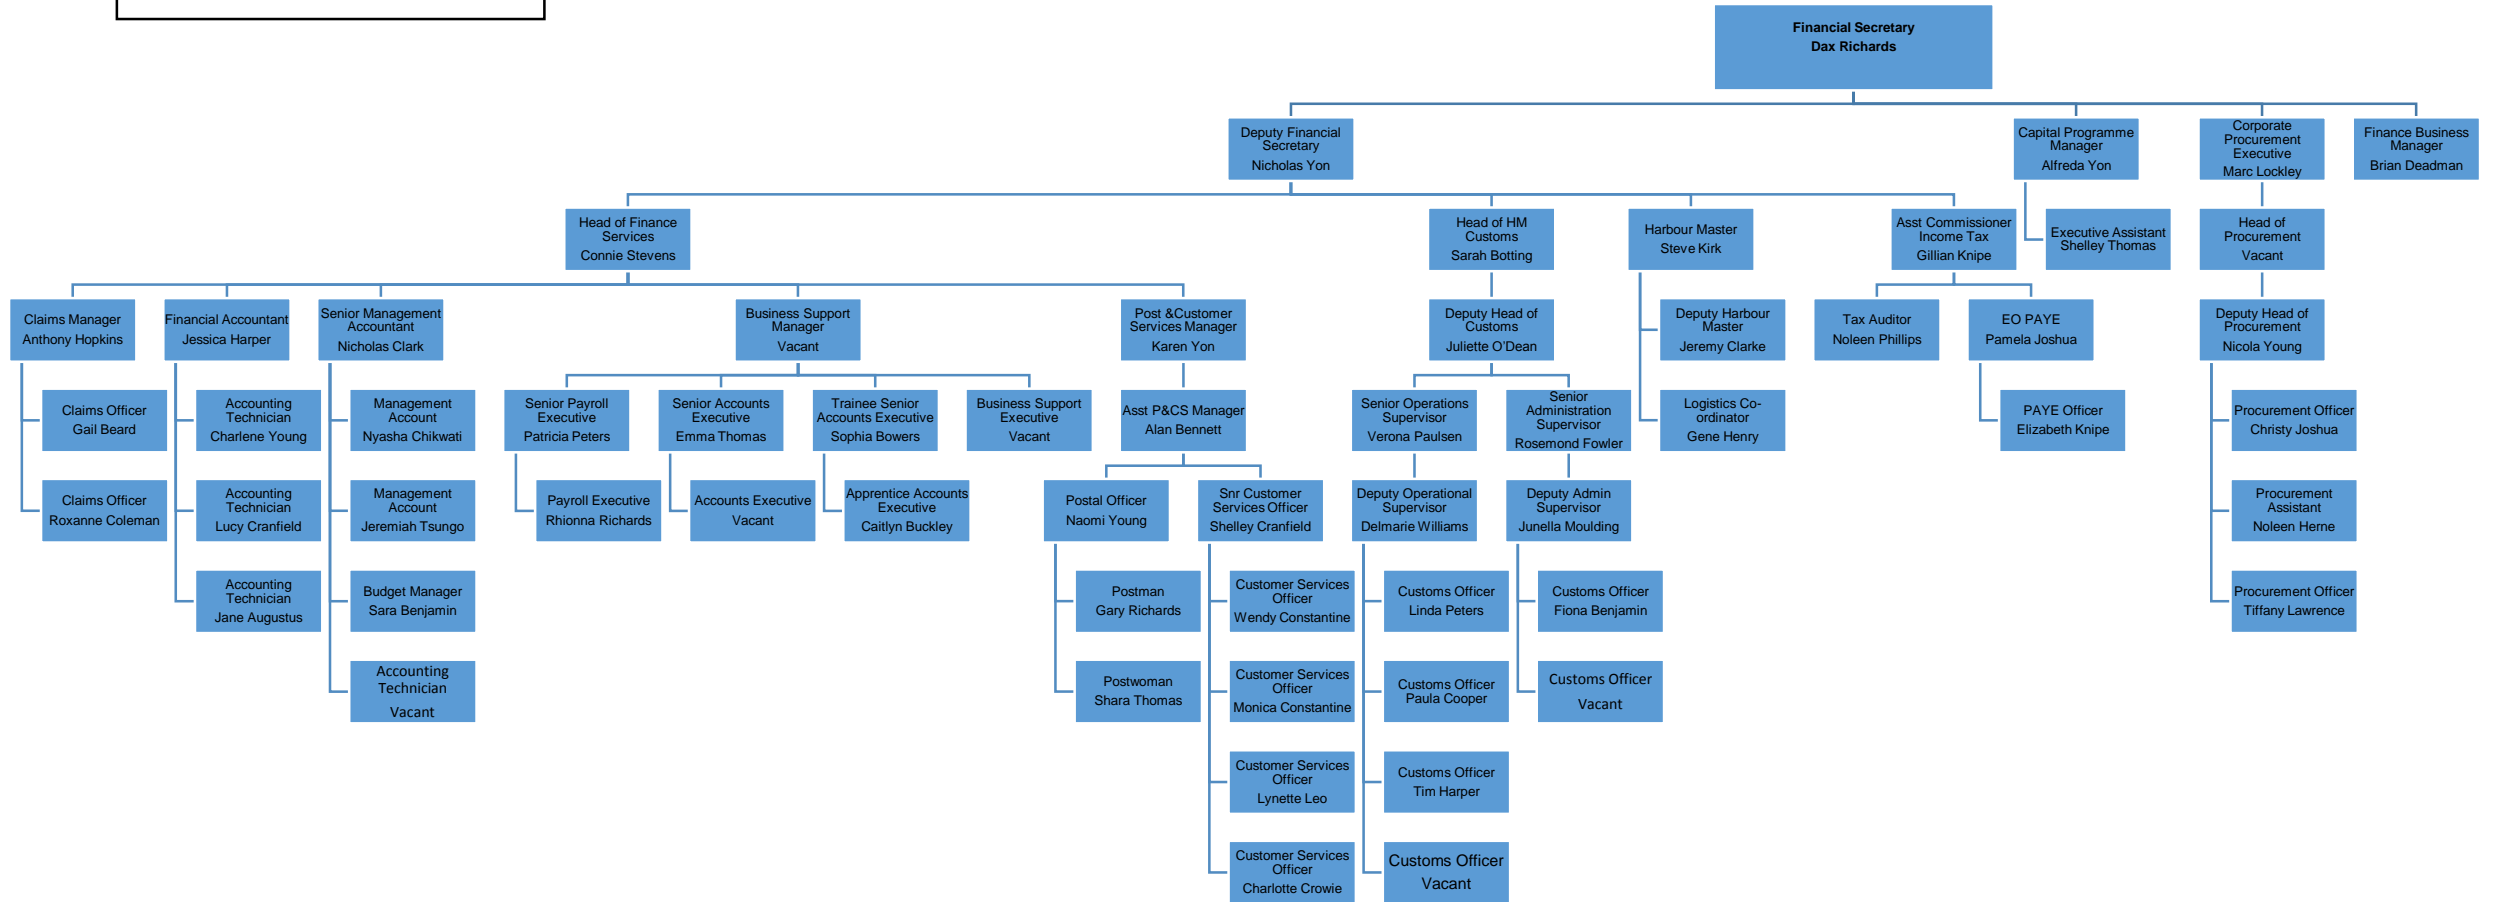 Financial Secretary
Dax Richards
Deputy Financial
Secretary
Nicholas Yon
Capital Programme
Manager
Alfreda Yon
Corporate
Procurement
Executive
Marc Lockley
Finance Business
Manager
Brian Deadman
Head of Finance
Services
Connie Stevens
Head of HM
Customs
Sarah Botting
Harbour Master
Steve Kirk
Asst Commissioner
Income Tax
Gillian Knipe
Executive Assistant
Shelley Thomas
Head of
Procurement
Vacant
Claims Manager
Anthony Hopkins
Financial Accountant
Jessica Harper
Senior Management
Accountant
Nicholas Clark
Business Support
Manager
Vacant
Post &Customer
Services Manager
Karen Yon
Deputy Head of
Customs
Juliette O'Dean
Deputy Harbour
Master
Jeremy Clarke
Tax Auditor
Noleen Phillips
EO PAYE
Pamela Joshua
Deputy Head of
Procurement
Nicola Young
Claims Officer
Gail Beard
Accounting
Technician
Charlene Young
Management
Account
Nyasha Chikwati
Senior Payroll
Executive
Patricia Peters
Senior Accounts
Executive
Emma Thomas
Trainee Senior
Accounts Executive
Sophia Bowers
Business Support
Executive
Vacant
Asst P&CS Manager
Alan Bennett
Senior Operations
Supervisor
Verona Paulsen
Senior
Administration
Supervisor
Rosemond Fowler
Logistics Co-
ordinator
Gene Henry
PAYE Officer
Elizabeth Knipe
Procurement Officer
Christy Joshua
Claims Officer
Roxanne Coleman
Accounting
Technician
Lucy Cranfield
Management
Account
Jeremiah Tsungo
Payroll Executive
Rhionna Richards
Accounts Executive
Vacant
Apprentice Accounts
Executive
Caitlyn Buckley
Postal Officer
Naomi Young
Snr Customer
Services Officer
Shelley Cranfield
Deputy Operational
Supervisor
Delmarie Williams
Deputy Admin
Supervisor
Junella Moulding
Procurement
Assistant
Noleen Herne
Accounting
Technician
Jane Augustus
Budget Manager
Sara Benjamin
Postman
Gary Richards
Customer Services
Officer
Wendy Constantine
Customs Officer
Linda Peters
Customs Officer
Fiona Benjamin
Procurement Officer
Tiffany Lawrence
Accounting
Technician
Vacant
Postwoman
Shara Thomas
Customer Services
Officer
Monica Constantine
Customs Officer
Paula Cooper
Customs Officer
Vacant
Customer Services
Officer
Lynette Leo
Customs Officer
Tim Harper
Customer Services
Officer
Charlotte Crowie
Customs Officer
Vacant